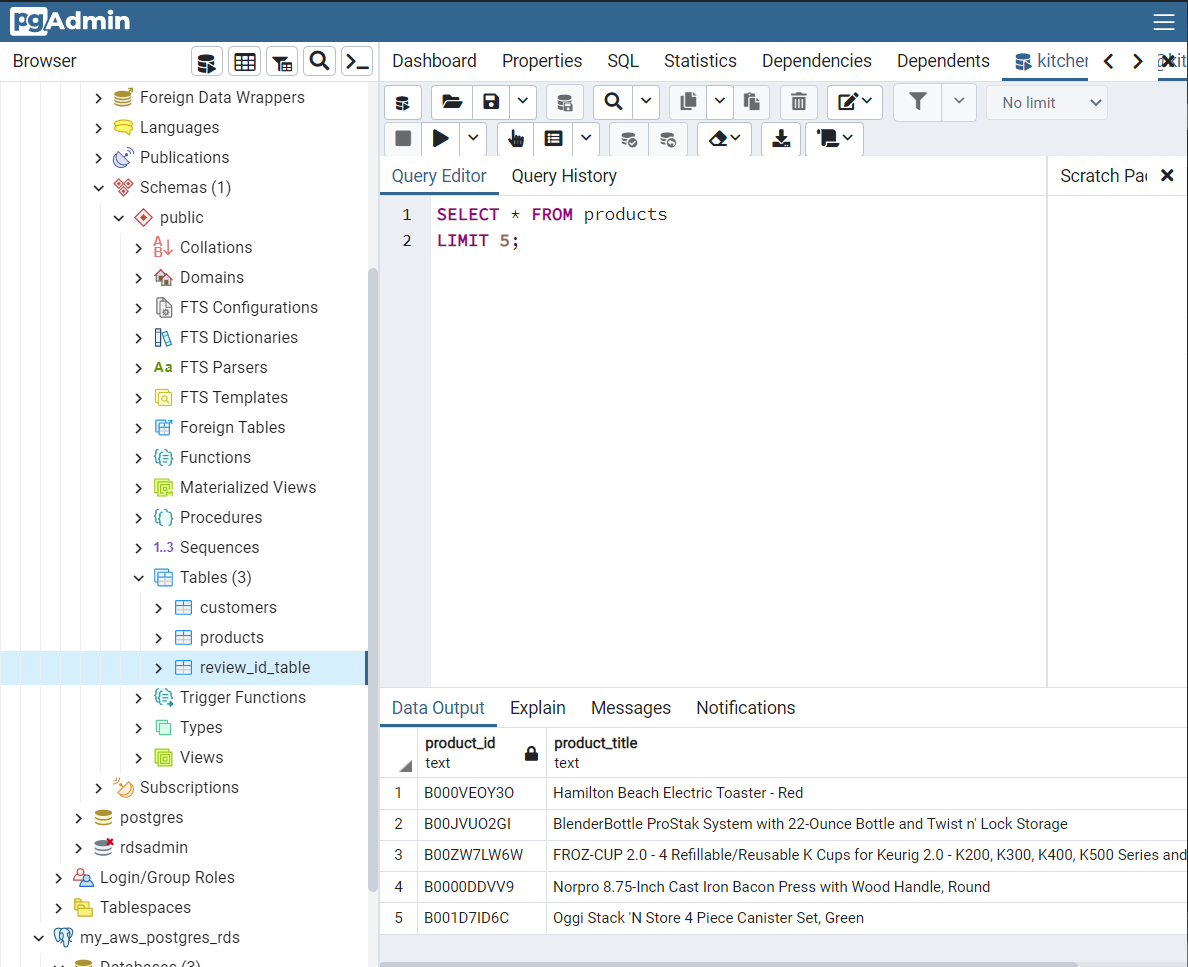 pgAdmin
Browser
Dashboard Properties SQL Statistics Dependencies Dependents kitchen
No limit
Foreign Data Wrappers
Languages
Publications
Schemas (1)
public
Collations
Domains
FTS Configurations
FTS Dictionaries
Aa FTS Parsers
FTS Templates
Foreign Tables
Functions
Materialized Views
Procedures
1..3 Sequences
Tables (3)
customers
products
review_id_table
Trigger Functions
Types
Views
Subscriptions
postgres
rdsadmin
Login/Group Roles
Tablespaces
my_aws_postgres_rds
Databases (3)
Query Editor Query History
Scratch Pad
1 SELECT * FROM products
2 LIMIT 5;
Data Output Explain Messages Notifications
product_id product_title
text text
1 B000VEOY3O Hamilton Beach Electric Toaster - Red
2 B00JVUO2GI BlenderBottle ProStak System with 22-Ounce Bottle and Twist n' Lock Storage
3 B00ZW7LW6W FROZ-CUP 2.0 - 4 Refillable/Reusable K Cups for Keurig 2.0 - K200, K300, K400, K500 Series and
4 B0000DDVV9 Norpro 8.75-Inch Cast Iron Bacon Press with Wood Handle, Round
5 B001D7ID6C Oggi Stack 'N Store 4 Piece Canister Set, Green